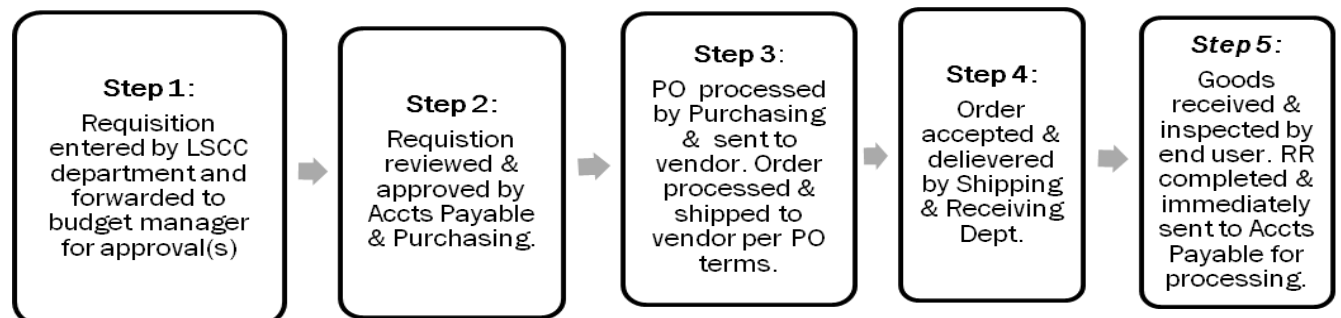 Step 1:
Requisition
entered by LSCC
department and
forwarded to
budget manager
for approval(s)
Step 2:
Requistion
reviewed &
approved by
Accts Payable
& Purchasing.
Step 3:
PO processed
by Purchasing
& sent to
vendor. Order
processed &
shipped to
vendor per PO
terms.
Step 4:
Order
accepted &
delievered
by Shipping
& Receiving
Dept.
Step 5:
Goods
received &
inspected by
end user. RR
completed &
immediately
sent to Accts
Payable for
processing.